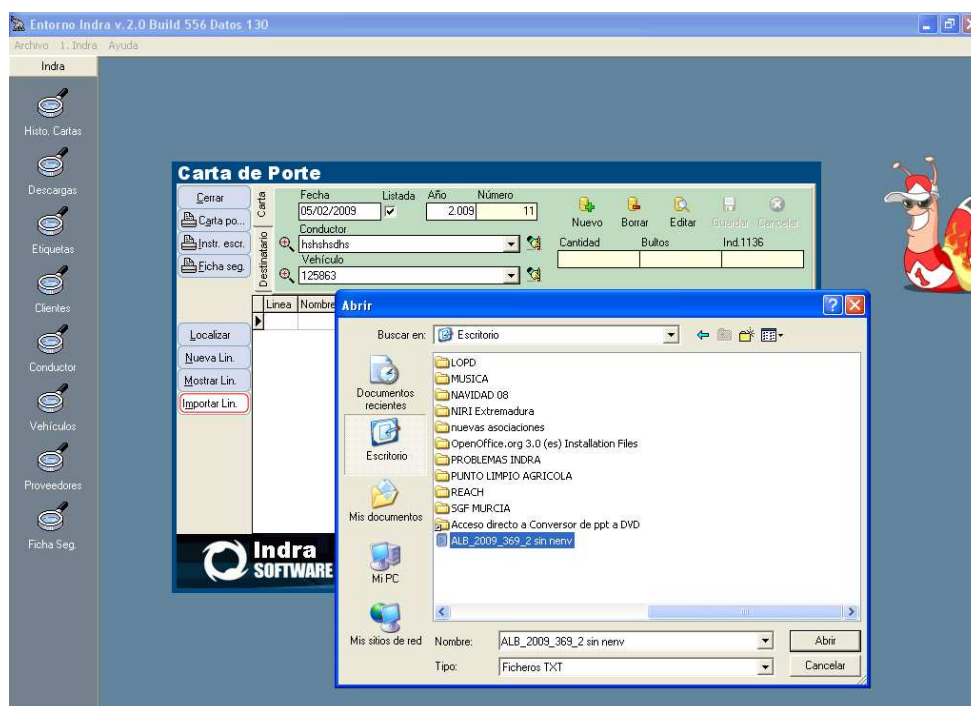 Entorno Indra v. 2.0 Build 556 Datos 130
Archivo 1. Indra Ayuda
Indra
Histo. Cartas
Descargas
Etiquetas
Clientes
Conductor
Vehículos
Proveedores
Ficha Seg.
Carta de Porte
Cerrar
Carta po...
Instr. escr.
Ficha seg.
Localizar
Nueva Lin.
Mostrar Lin.
Importar Lin.
Carta
Destinatario
Fecha Listada Año Número
05/02/2009 2.009 11
Conductor
hshshsdhs
Vehículo
125863
Nuevo Borrar Editar Guardar Cancelar
Cantidad Bultos Ind.1136
Linea Nombre
Indra
SOFTWARE
Abrir
Buscar en: Escritorio
Documentos recientes
Escritorio
Mis documentos
Mi PC
Mis sitios de red
LOPD
MUSICA
NAVIDAD 08
NIRI Extremadura
nuevas asociaciones
OpenOffice.org 3.0 (es) Installation Files
PROBLEMAS INDRA
PUNTO LIMPIO AGRICOLA
REACH
SGF MURCIA
Acceso directo a Conversor de ppt a DVD
ALB_2009_369_2 sin nenv
Nombre: ALB_2009_369_2 sin nenv Abrir
Tipo: Ficheros TXT Cancelar